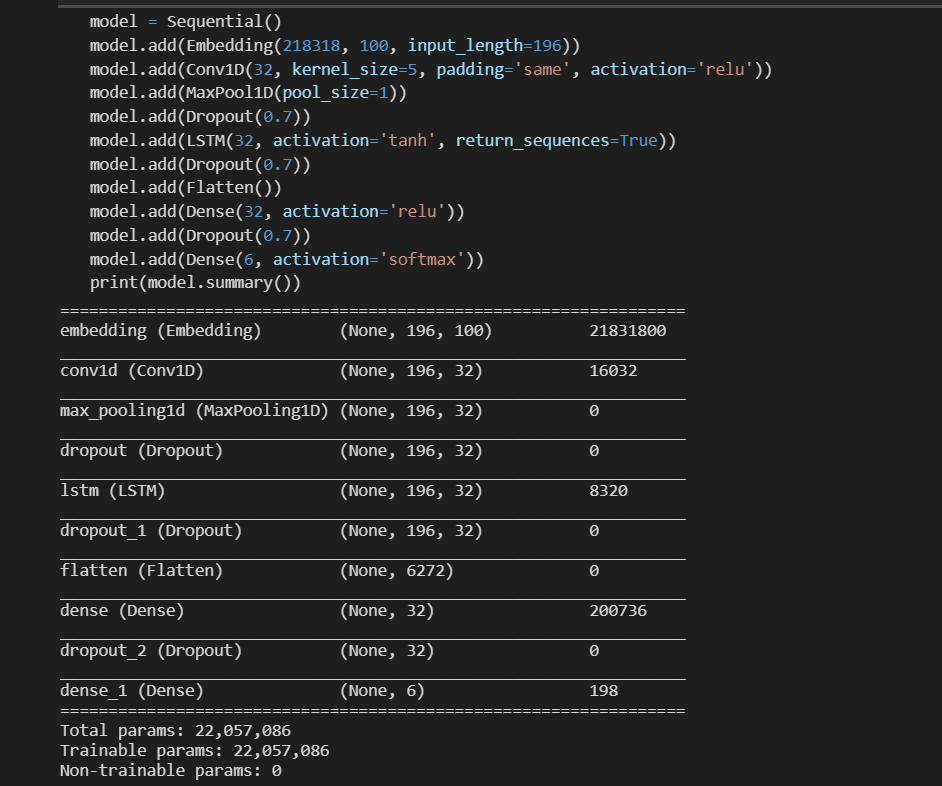 model = Sequential()
model.add(Embedding(218318, 100, input_length=196))
model.add(Conv1D(32, kernel_size=5, padding='same', activation='relu'))
model.add(MaxPool1D(pool_size=1))
model.add(Dropout(0.7))
model.add(LSTM(32, activation='tanh', return_sequences=True))
model.add(Dropout(0.7))
model.add(Flatten())
model.add(Dense(32, activation='relu'))
model.add(Dropout(0.7))
model.add(Dense(6, activation='softmax'))
print(model.summary())
=================================================================
embedding (Embedding) (None, 196, 100) 21831800
_________________________________________________________________
conv1d (Conv1D) (None, 196, 32) 16032
_________________________________________________________________
max_pooling1d (MaxPooling1D) (None, 196, 32) 0
_________________________________________________________________
dropout (Dropout) (None, 196, 32) 0
_________________________________________________________________
lstm (LSTM) (None, 196, 32) 8320
_________________________________________________________________
dropout_1 (Dropout) (None, 196, 32) 0
_________________________________________________________________
flatten (Flatten) (None, 6272) 0
_________________________________________________________________
dense (Dense) (None, 32) 200736
_________________________________________________________________
dropout_2 (Dropout) (None, 32) 0
_________________________________________________________________
dense_1 (Dense) (None, 6) 198
=================================================================
Total params: 22,057,086
Trainable params: 22,057,086
Non-trainable params: 0